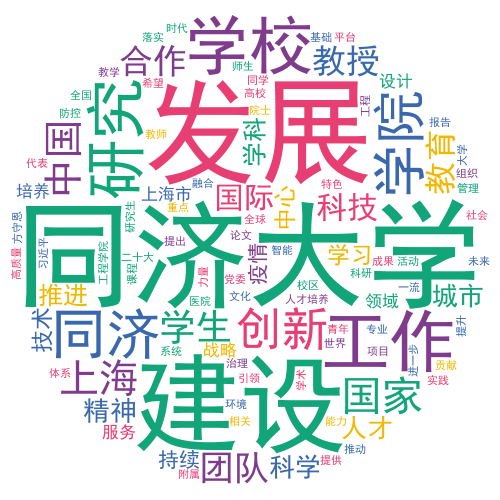 时代
落实
基础
平台
合作
学校
教授
全国
教学
希望
师生
同学
高校
设计
防控
教师
院士
工程
发展
研究
中国
学科
学院
教育
报告
大学
组织
管理
代表
培养
上海市
融合
国际
中心
特色
科技
社会
方守恩
高质量
习近平
工程学院
二十大
课程
研究生
重点
提出
论文
全球
疫情
智能
学习
成果
活动
未来
同济大学
推进
力量
党委
医院
文化
校区
人才培养
科研
领域
一流
城市
技术
同济
学生
系统
战略
创新
青年
世界
专业
项目
工作
进一步
提升
贡献
实践
上海
体系
建设
治理
引领
学术
国家
精神
服务
环境
相关
能力
人才
持续
附属
团队
科学
提供
推动